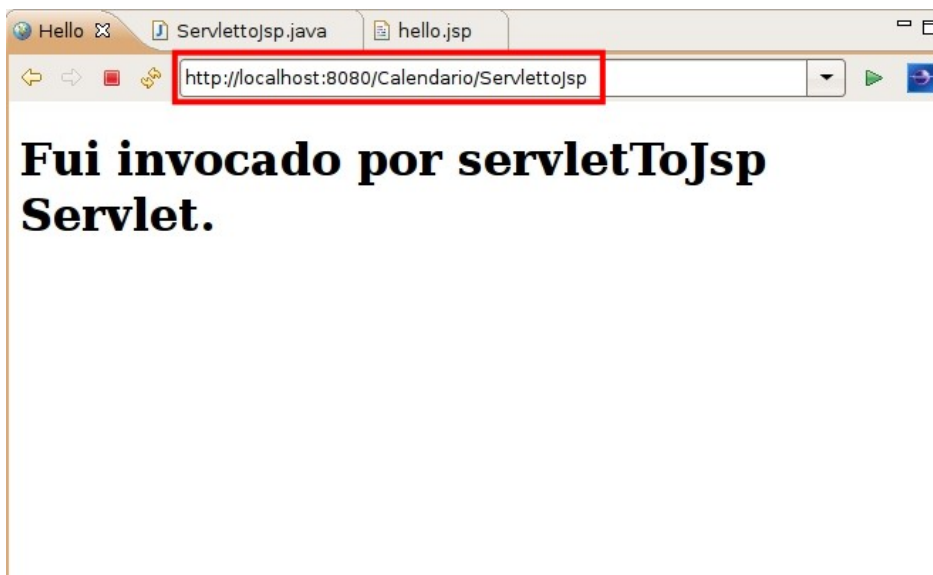 Hello
ServlettoJsp.java
hello.jsp
http://localhost:8080/Calendario/ServlettoJsp
Fui invocado por servletToJsp
Servlet.